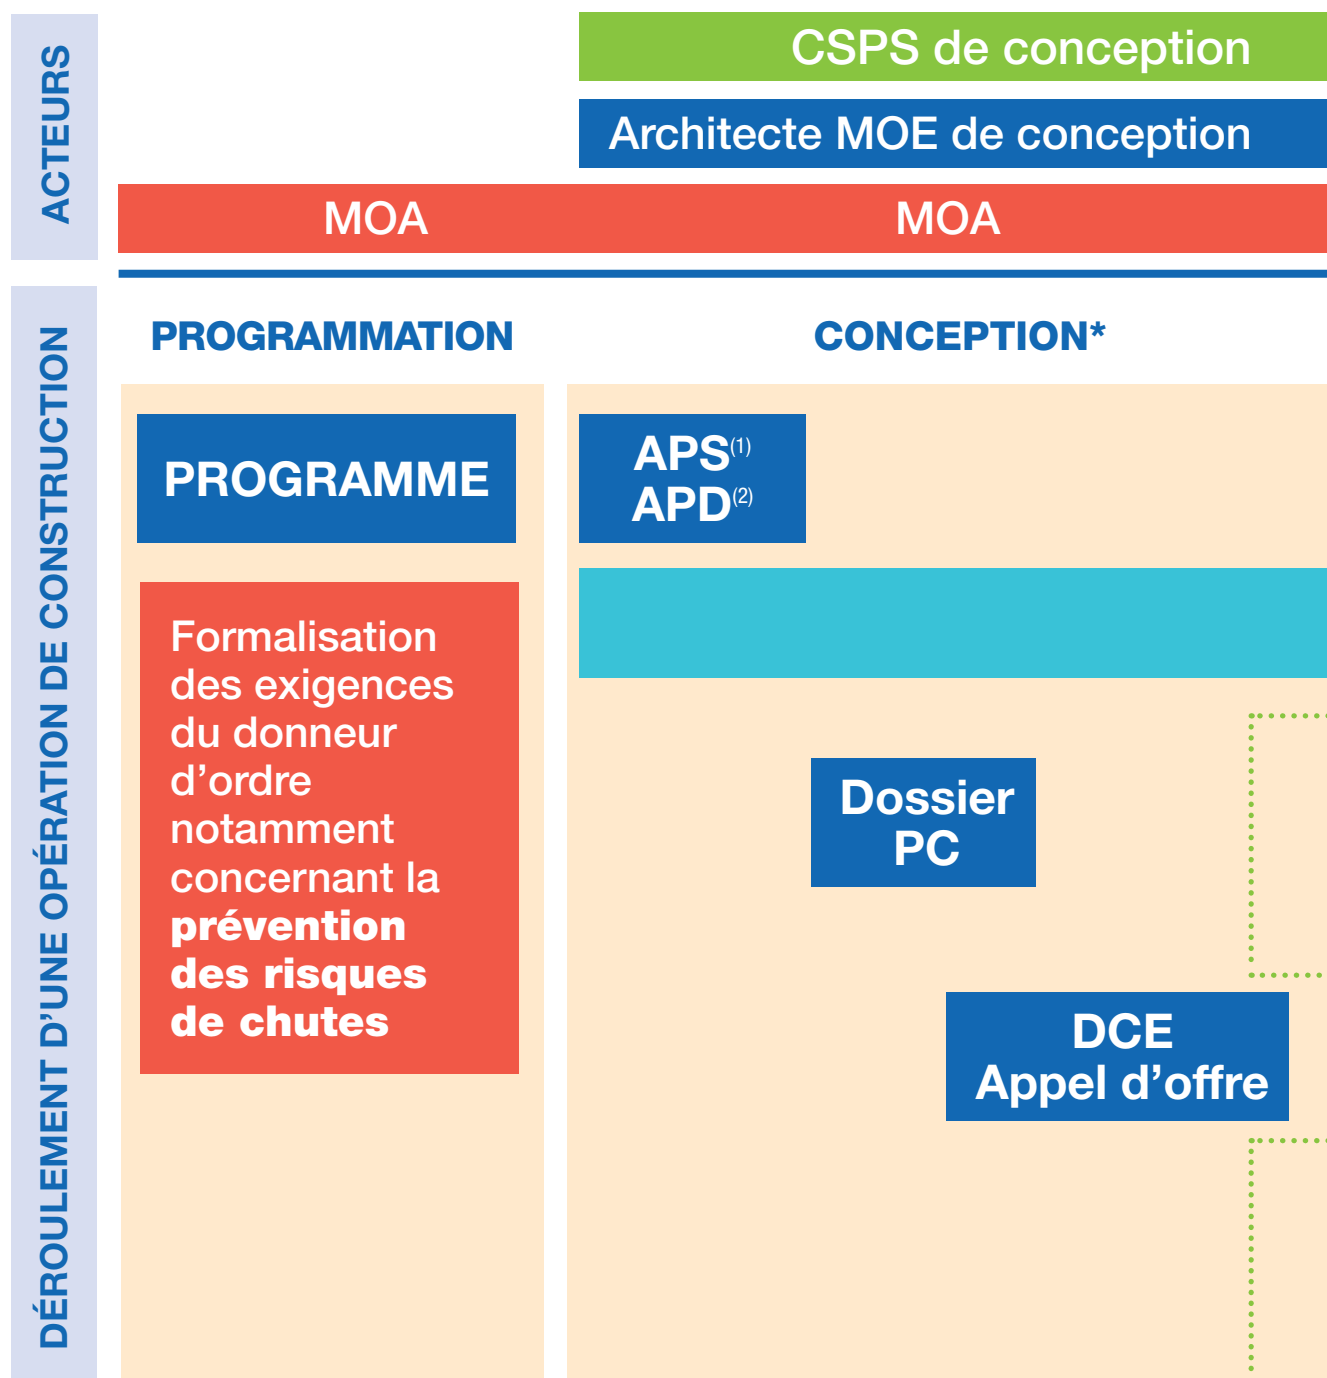 ACTEURS
CSPS de conception
Architecte MOE de conception
MOA
MOA
DÉROULEMENT D’UNE OPÉRATION DE CONSTRUCTION
PROGRAMMATION
PROGRAMME
Formalisation
des exigences
du donneur
d’ordre
notamment
concernant la
prévention
des risques
de chutes
CONCEPTION*
APS(1)
APD(2)
Dossier
PC
DCE
Appel d’offre